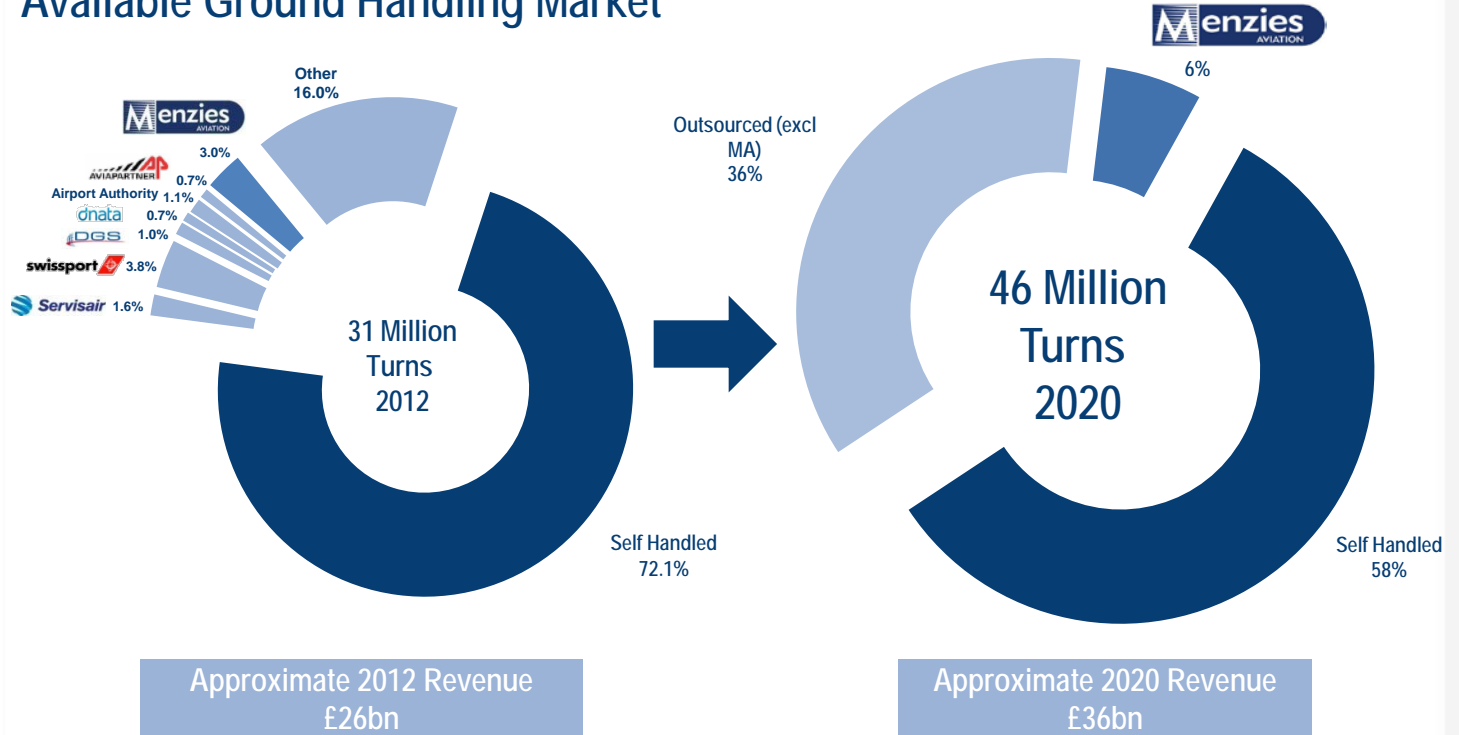 Available Ground Handling Market
Menzies
AVIATION
6%
Other
16.0%
Menzies
AVIATION
3.0%
AVIAPARTNER
0.7%
Airport Authority 1.1%
dnata 0.7%
DGS 1.0%
swissport 3.8%
Servisair 1.6%
31 Million
Turns
2012
Self Handled
72.1%
Outsourced (excl
MA)
36%
46 Million
Turns
2020
Self Handled
58%
Approximate 2012 Revenue
£26bn
Approximate 2020 Revenue
£36bn